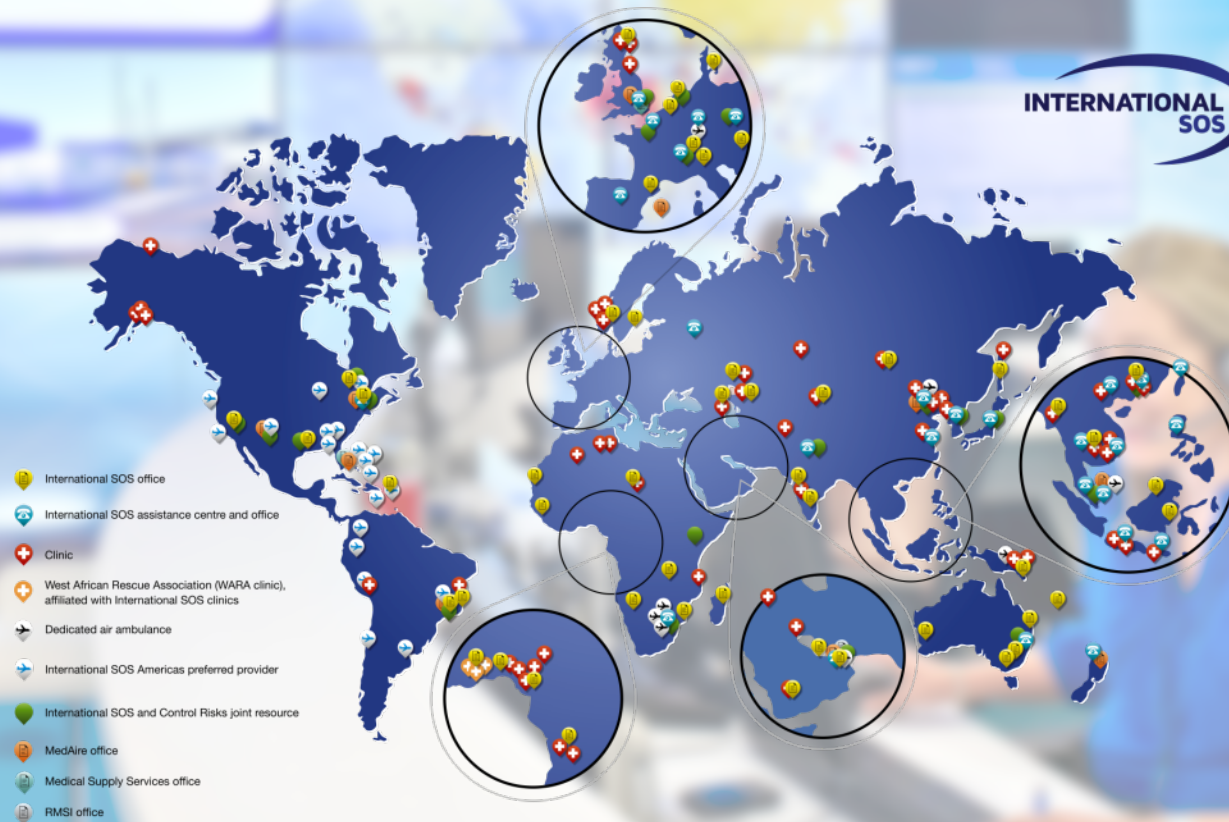 INTERNATIONAL
SOS
International SOS office
International SOS assistance centre and office
Clinic
West African Rescue Association (WARA clinic),
affiliated with International SOS clinics
Dedicated air ambulance
International SOS Americas preferred provider
International SOS and Control Risks joint resource
MedAire office
Medical Supply Services office
RMSI office